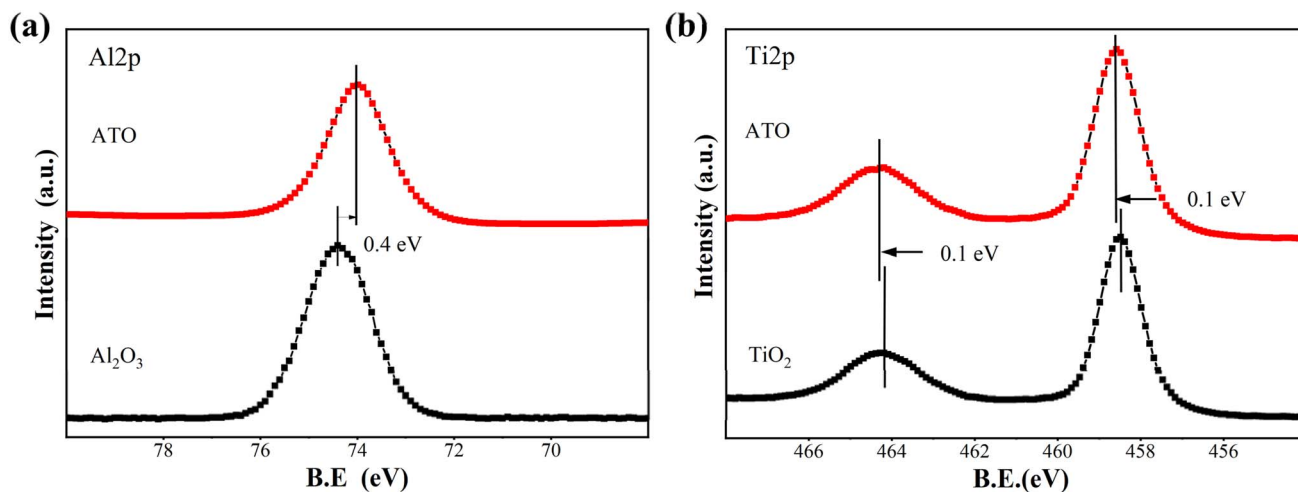 (a)
Al2p
ATO
0.4 eV
Al₂O₃
Intensity (a.u.)
78 76 74 72 70
B.E (eV)
(b)
Ti2p
ATO
0.1 eV
0.1 eV
TiO₂
Intensity (a.u.)
466 464 462 460 458 456
B.E.(eV)